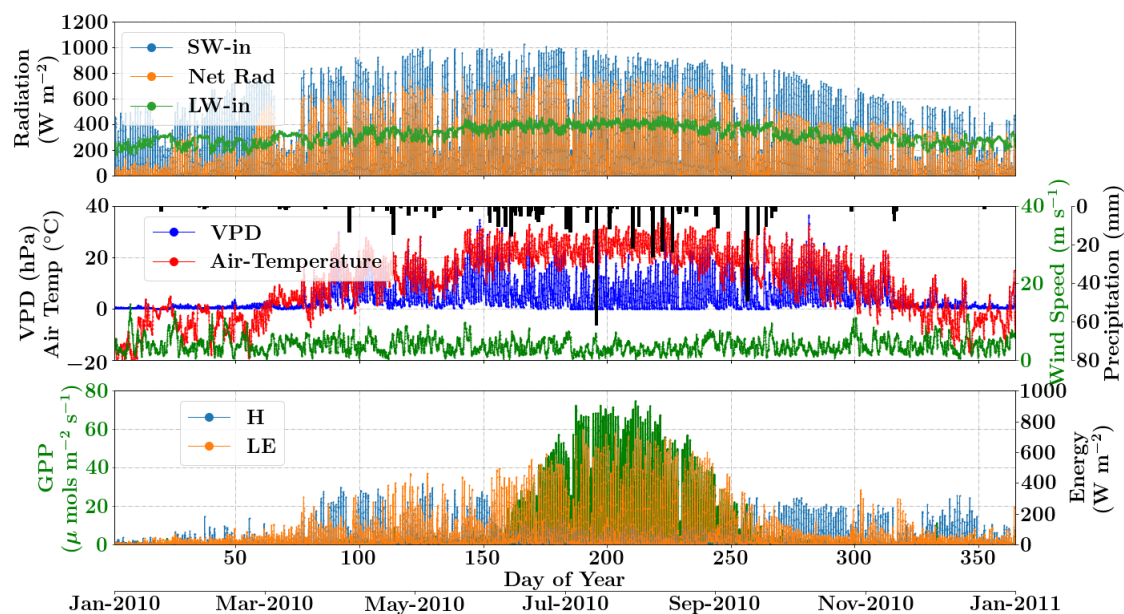 1200
1000
800
600
400
200
0
Radiation
(W m⁻²)
SW-in
Net Rad
LW-in
40
20
0
−20
VPD (hPa)
Air Temp (°C)
VPD
Air-Temperature
40
20
0
Wind Speed (m s⁻¹)
0
20
40
60
80
Precipitation (mm)
80
60
40
20
0
GPP
(μ mols m⁻² s⁻¹)
H
LE
1000
800
600
400
200
0
Energy
(W m⁻²)
50 100 150 200 250 300 350
Day of Year
Jan-2010 Mar-2010 May-2010 Jul-2010 Sep-2010 Nov-2010 Jan-2011